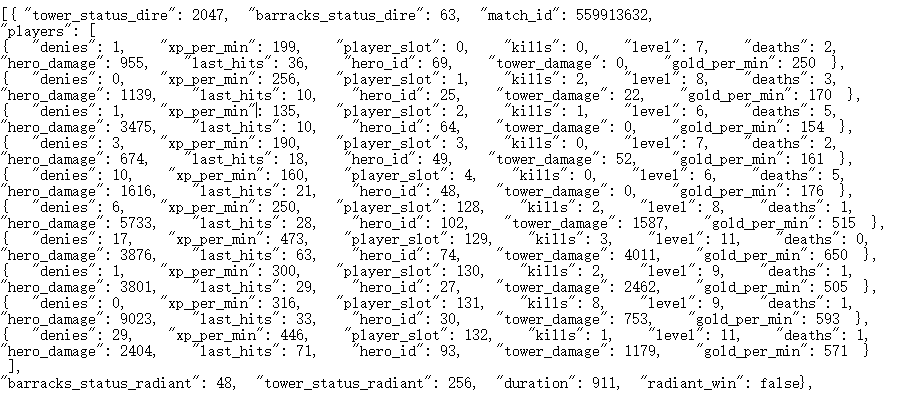 [{ "tower_status_dire": 2047, "barracks_status_dire": 63, "match_id": 559913632,
"players": [
{ "denies": 1, "xp_per_min": 199, "player_slot": 0, "kills": 0, "level": 7, "deaths": 2,
"hero_damage": 955, "last_hits": 36, "hero_id": 69, "tower_damage": 0, "gold_per_min": 250 },
{ "denies": 0, "xp_per_min": 256, "player_slot": 1, "kills": 2, "level": 8, "deaths": 3,
"hero_damage": 1139, "last_hits": 10, "hero_id": 25, "tower_damage": 22, "gold_per_min": 170 },
{ "denies": 1, "xp_per_min": 135, "player_slot": 2, "kills": 1, "level": 6, "deaths": 5,
"hero_damage": 3475, "last_hits": 10, "hero_id": 64, "tower_damage": 0, "gold_per_min": 154 },
{ "denies": 3, "xp_per_min": 190, "player_slot": 3, "kills": 0, "level": 7, "deaths": 2,
"hero_damage": 674, "last_hits": 18, "hero_id": 49, "tower_damage": 52, "gold_per_min": 161 },
{ "denies": 10, "xp_per_min": 160, "player_slot": 4, "kills": 0, "level": 6, "deaths": 5,
"hero_damage": 1616, "last_hits": 21, "hero_id": 48, "tower_damage": 0, "gold_per_min": 176 },
{ "denies": 6, "xp_per_min": 250, "player_slot": 128, "kills": 2, "level": 8, "deaths": 1,
"hero_damage": 5733, "last_hits": 28, "hero_id": 102, "tower_damage": 1587, "gold_per_min": 515 },
{ "denies": 17, "xp_per_min": 473, "player_slot": 129, "kills": 3, "level": 11, "deaths": 0,
"hero_damage": 3876, "last_hits": 63, "hero_id": 74, "tower_damage": 4011, "gold_per_min": 650 },
{ "denies": 1, "xp_per_min": 300, "player_slot": 130, "kills": 2, "level": 9, "deaths": 1,
"hero_damage": 3801, "last_hits": 29, "hero_id": 27, "tower_damage": 2462, "gold_per_min": 505 },
{ "denies": 0, "xp_per_min": 316, "player_slot": 131, "kills": 8, "level": 9, "deaths": 1,
"hero_damage": 9023, "last_hits": 33, "hero_id": 30, "tower_damage": 753, "gold_per_min": 593 },
{ "denies": 29, "xp_per_min": 446, "player_slot": 132, "kills": 1, "level": 11, "deaths": 1,
"hero_damage": 2404, "last_hits": 71, "hero_id": 93, "tower_damage": 1179, "gold_per_min": 571 }
],
"barracks_status_radiant": 48, "tower_status_radiant": 256, "duration": 911, "radiant_win": false},